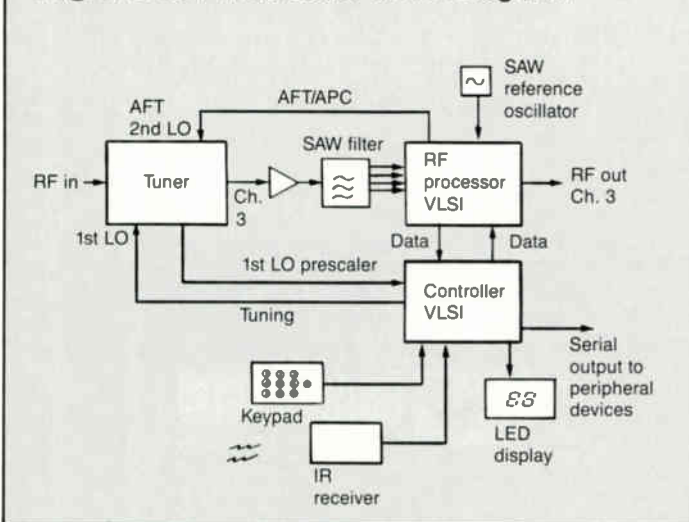 AFT/APC
SAW
reference
oscillator
AFT
2nd LO
SAW filter
RF in
Tuner
Ch.
3
RF
processor
VLSI
RF out
Ch. 3
1st LO
Data
Data
1st LO prescaler
Tuning
Controller
VLSI
Serial
output to
peripheral
devices
Keypad
88
LED
display
IR
receiver